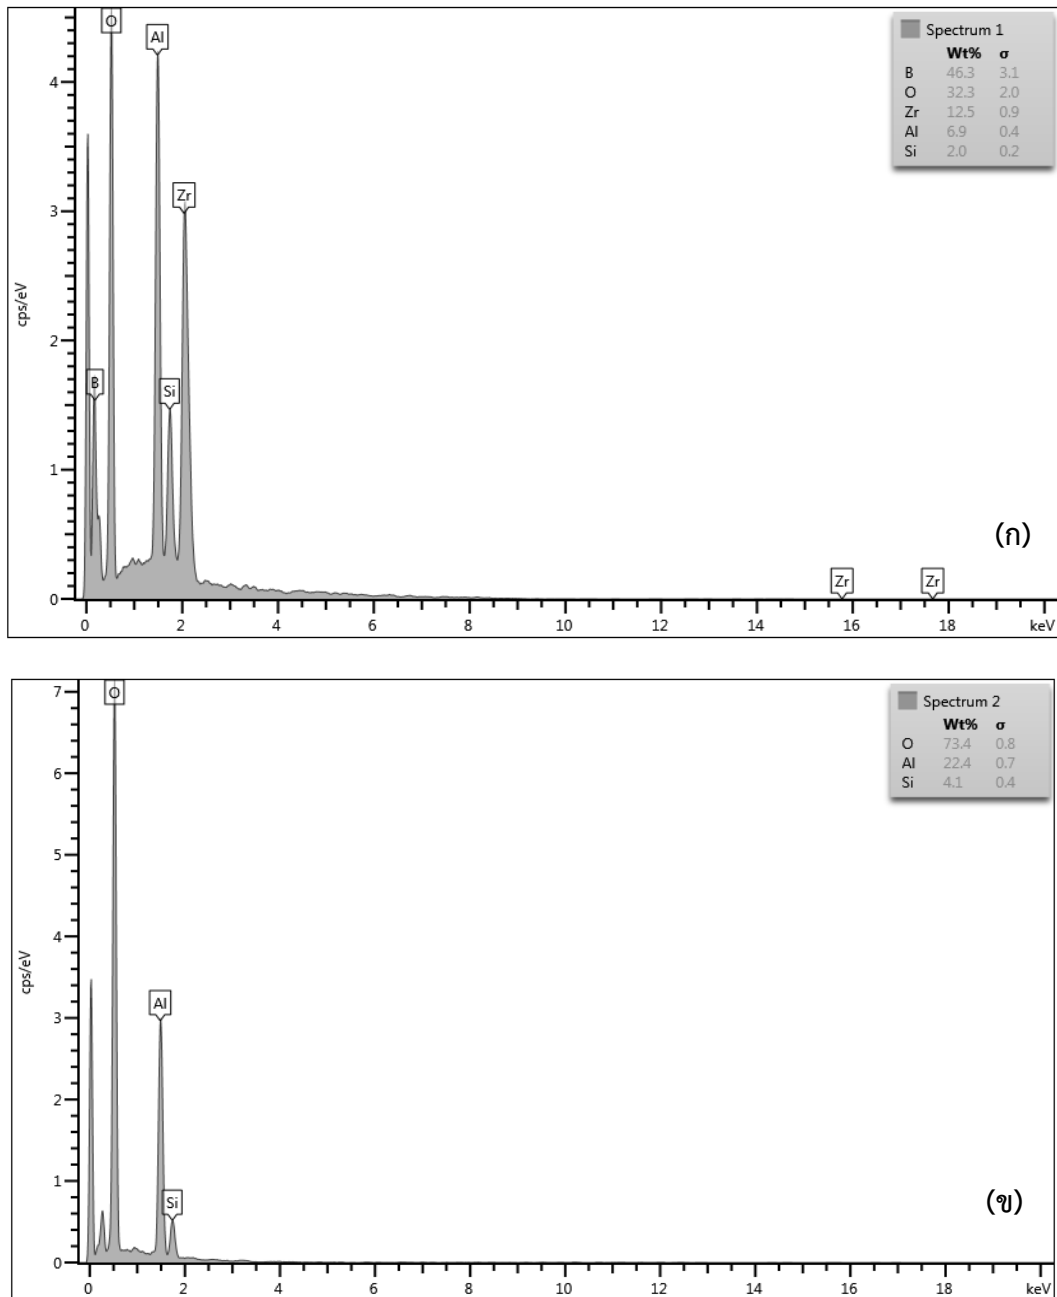 O
Al
Zr
B
Si
Zr
Zr
4
3
2
1
0
cps/eV
0 2 4 6 8 10 12 14 16 18 keV
Spectrum 1
Wt% σ
B 46.3 3.1
O 32.3 2.0
Zr 12.5 0.9
Al 6.9 0.4
Si 2.0 0.2
(ก)
O
Al
Si
7
6
5
4
3
2
1
0
cps/eV
0 2 4 6 8 10 12 14 16 18 keV
Spectrum 2
Wt% σ
O 73.4 0.8
Al 22.4 0.7
Si 4.1 0.4
(ข)